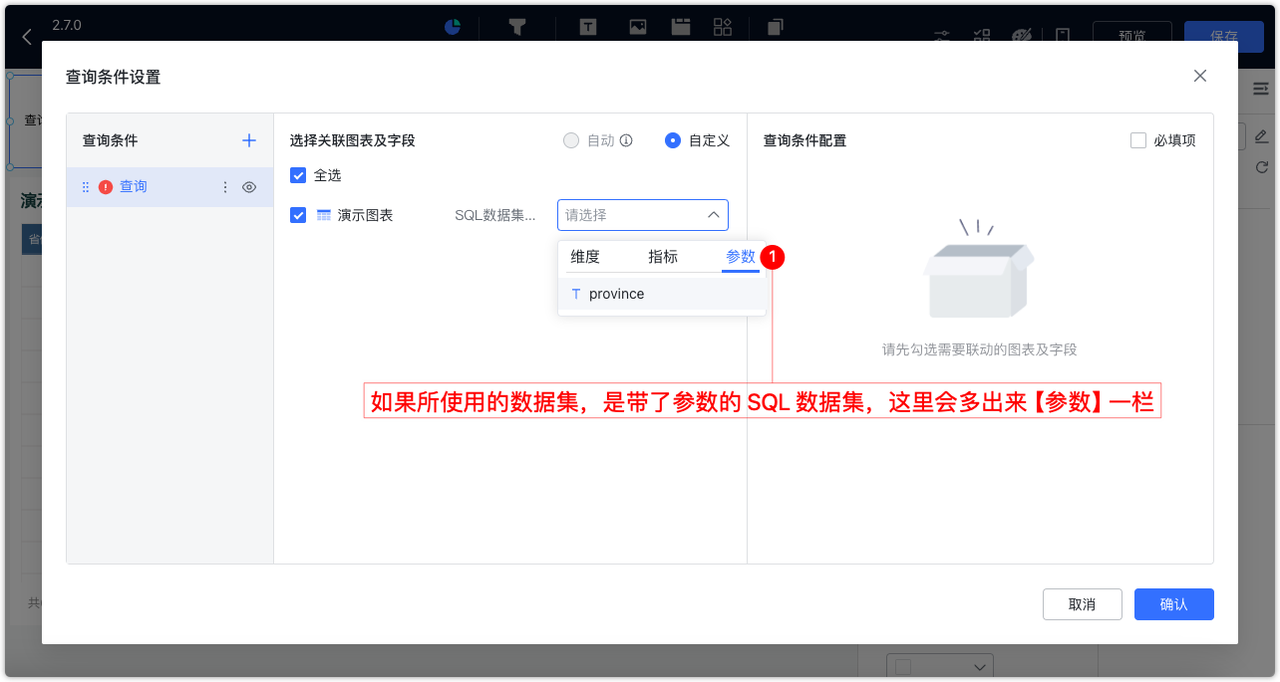 2.7.0
T
预览
保存
查询条件设置
查询条件
选择关联图表及字段
自动
自定义
查询条件配置
必填项
查询
全选
演示图表
SQL数据集...
请选择
维度
指标
参数
1
T province
请先勾选需要联动的图表及字段
如果所使用的数据集，是带了参数的 SQL 数据集，这里会多出来【参数】一栏
取消
确认
演示
省
共